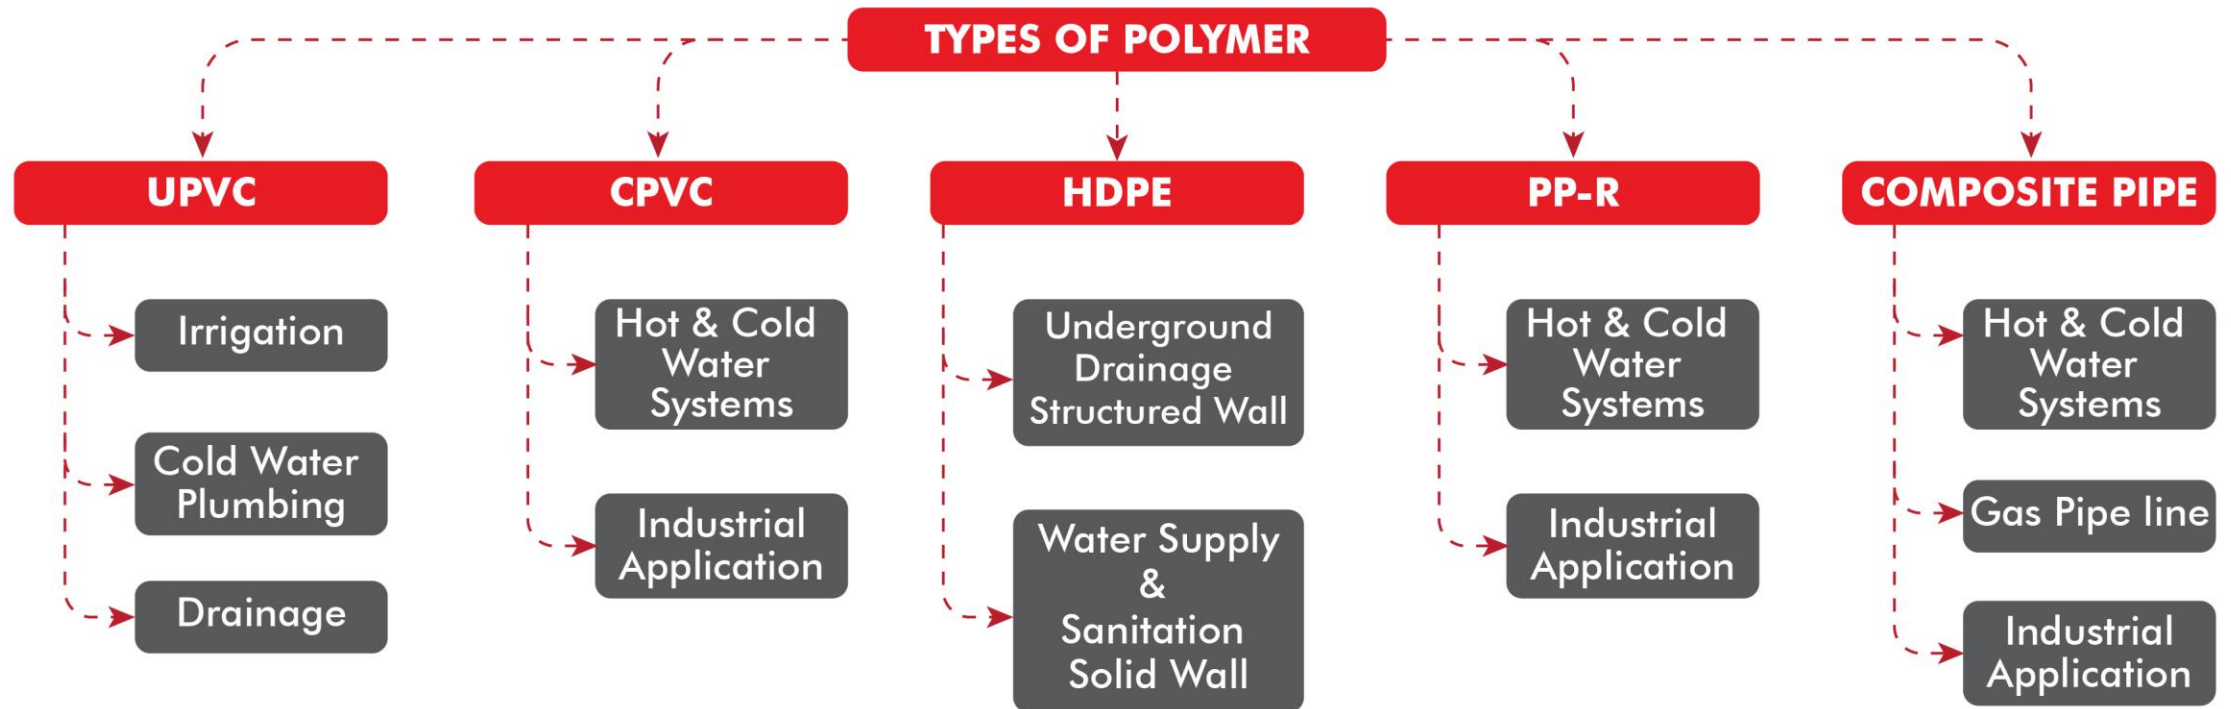 TYPES OF POLYMER
UPVC
CPVC
HDPE
PP-R
COMPOSITE PIPE
Irrigation
Cold Water
Plumbing
Drainage
Hot & Cold
Water
Systems
Industrial
Application
Underground
Drainage
Structured Wall
Water Supply
&
Sanitation
Solid Wall
Hot & Cold
Water
Systems
Industrial
Application
Hot & Cold
Water
Systems
Gas Pipe line
Industrial
Application